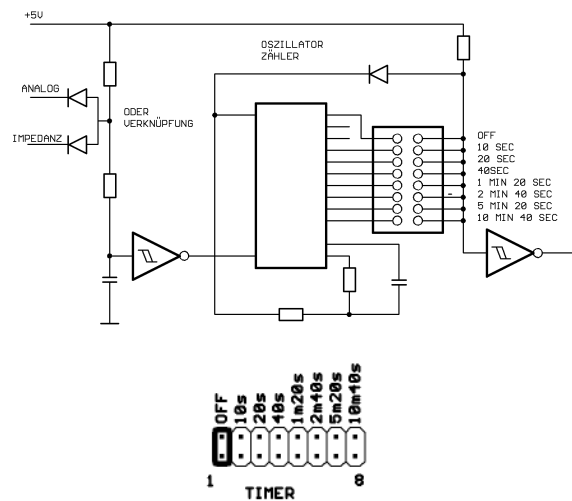 +5V
OSZILLATOR
ZÄHLER
ANALOG
ODER
VERKNÜPFUNG
IMPEDANZ
OFF
10 SEC
20 SEC
40SEC
1 MIN 20 SEC
2 MIN 40 SEC
5 MIN 20 SEC
10 MIN 40 SEC
OFF
10s
20s
40s
1m20s
2m40s
5m20s
10m40s
1
8
TIMER